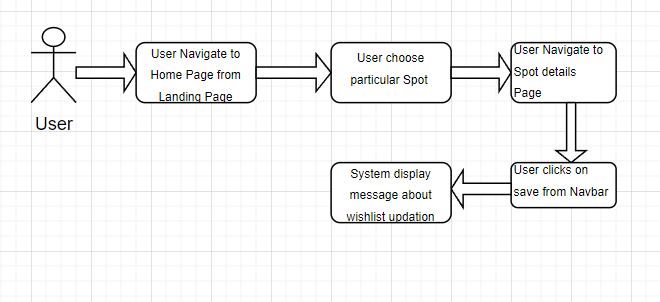 User
User Navigate to
Home Page from
Landing Page
User choose
particular Spot
User Navigate to
Spot details
Page
User clicks on
save from Navbar
System display
message about
wishlist updation